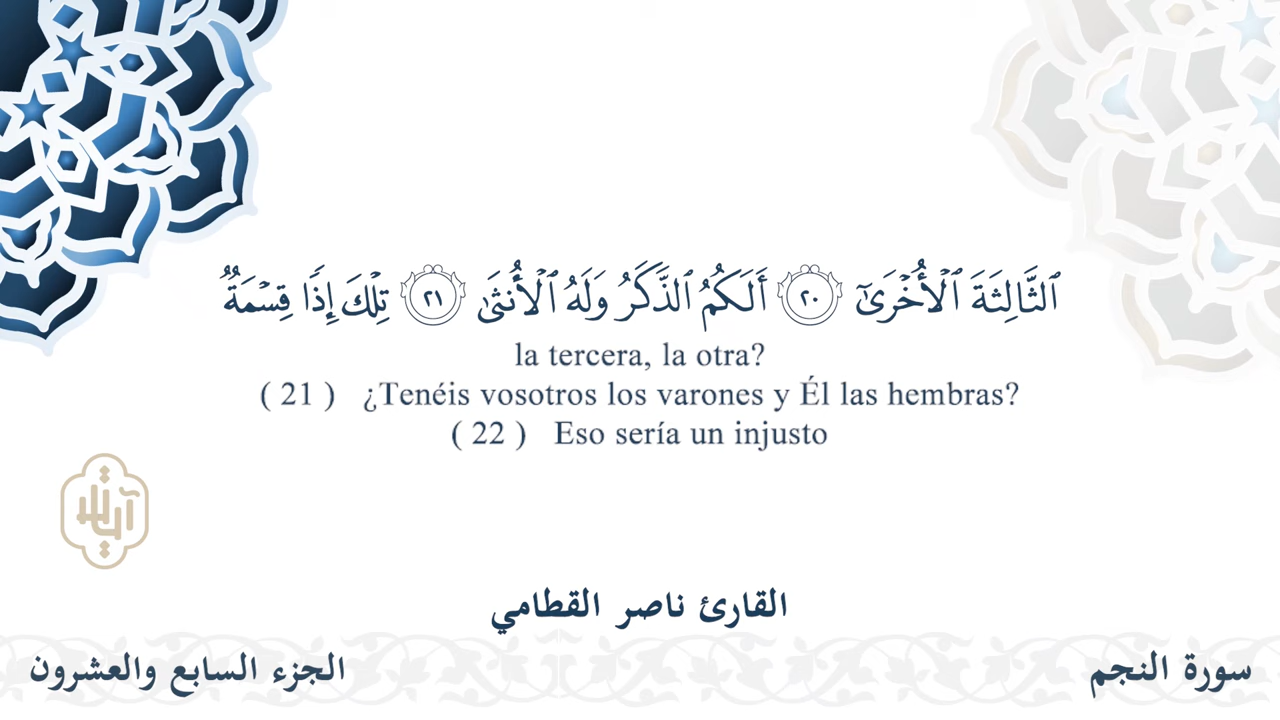 ٱلثَّالِثَةَ ٱلْأُخْرَىٰٓ ٢٠ أَلَكُمُ ٱلذَّكَرُ وَلَهُ ٱلْأُنثَىٰ ٢١ تِلْكَ إِذًا قِسْمَةٌ
la tercera, la otra?
( 21 ) ¿Tenéis vosotros los varones y Él las hembras?
( 22 ) Eso sería un injusto
القارئ ناصر القطامي
سورة النجم
الجزء السابع والعشرون